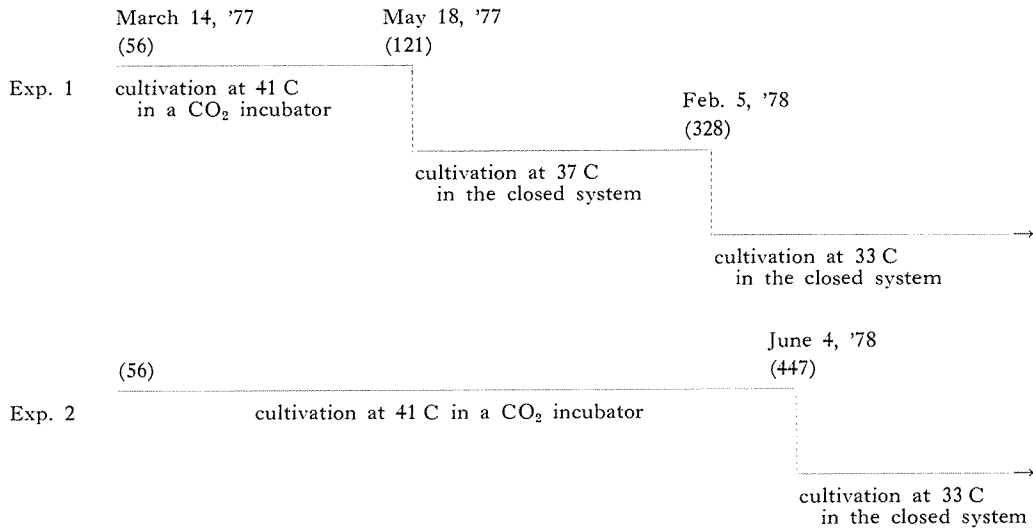 March 14, '77 May 18, '77
(56) (121)
Exp. 1 cultivation at 41 C
in a CO₂ incubator
Feb. 5, '78
(328)
cultivation at 37 C
in the closed system
cultivation at 33 C
in the closed system
June 4, '78
(56) (447)
Exp. 2 cultivation at 41 C in a CO₂ incubator
cultivation at 33 C
in the closed system